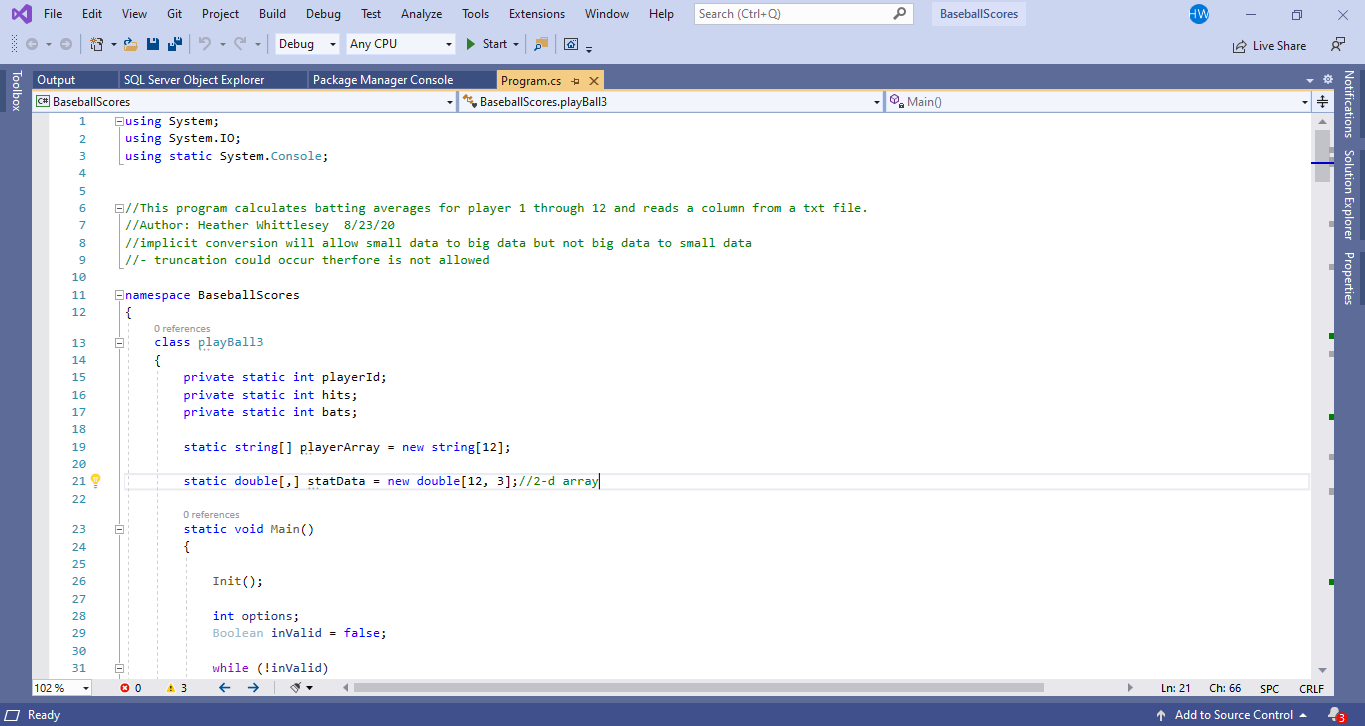 File Edit View Git Project Build Debug Test Analyze Tools Extensions Window Help Search (Ctrl+Q) BaseballScores HW
Debug Any CPU Start Live Share
Toolbox
Output SQL Server Object Explorer Package Manager Console Program.cs
C# BaseballScores BaseballScores.playBall3 Main()
1 using System;
2 using System.IO;
3 using static System.Console;
4
5
6 //This program calculates batting averages for player 1 through 12 and reads a column from a txt file.
7 //Author: Heather Whittlesey  8/23/20
8 //implicit conversion will allow small data to big data but not big data to small data
9 //- truncation could occur therfore is not allowed
10
11 namespace BaseballScores
12 {
0 references
13 class playBall3
14 {
15 private static int playerId;
16 private static int hits;
17 private static int bats;
18
19 static string[] playerArray = new string[12];
20
21 static double[,] statData = new double[12, 3];//2-d array
22
0 references
23 static void Main()
24 {
25
26 Init();
27
28 int options;
29 Boolean inValid = false;
30
31 while (!inValid)
Notifications
Solution Explorer
Properties
102 % 0 3 Ln: 21 Ch: 66 SPC CRLF
Ready Add to Source Control 3